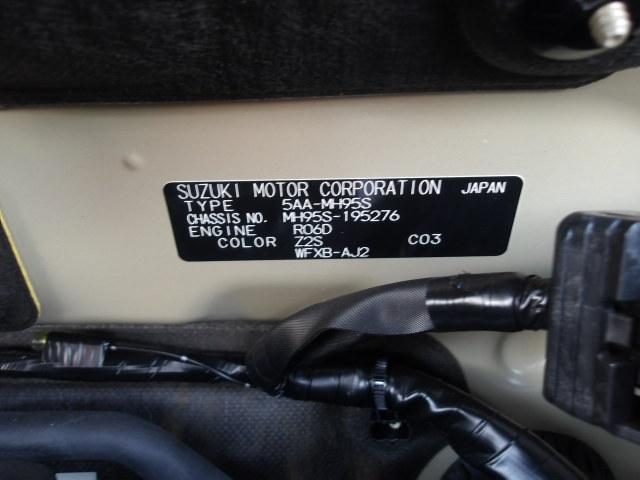 SUZUKI MOTOR CORPORATION JAPAN
TYPE 5AA-MH95S
CHASSIS NO. MH95S-195276
ENGINE R06D
COLOR Z2S C03
WFXB-AJ2